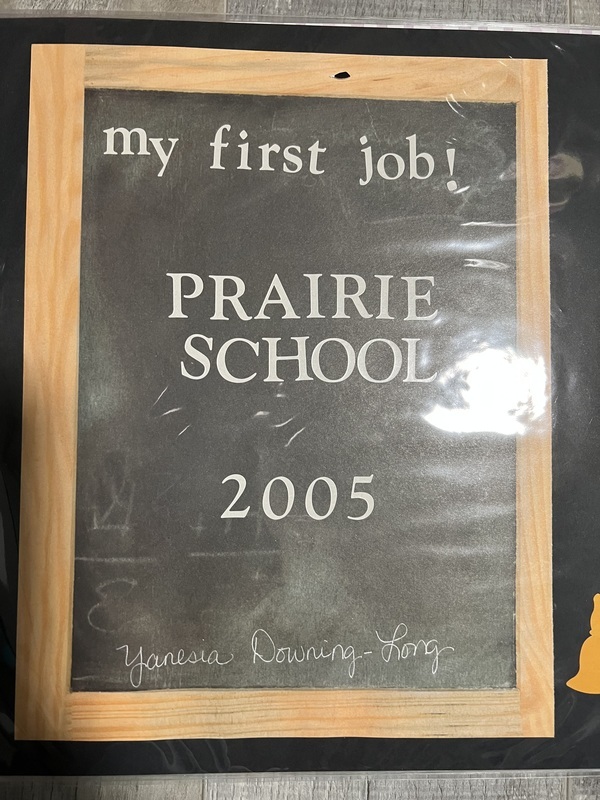 my first job!
PRAIRIE
SCHOOL
2005
Yanesia Downing-Long